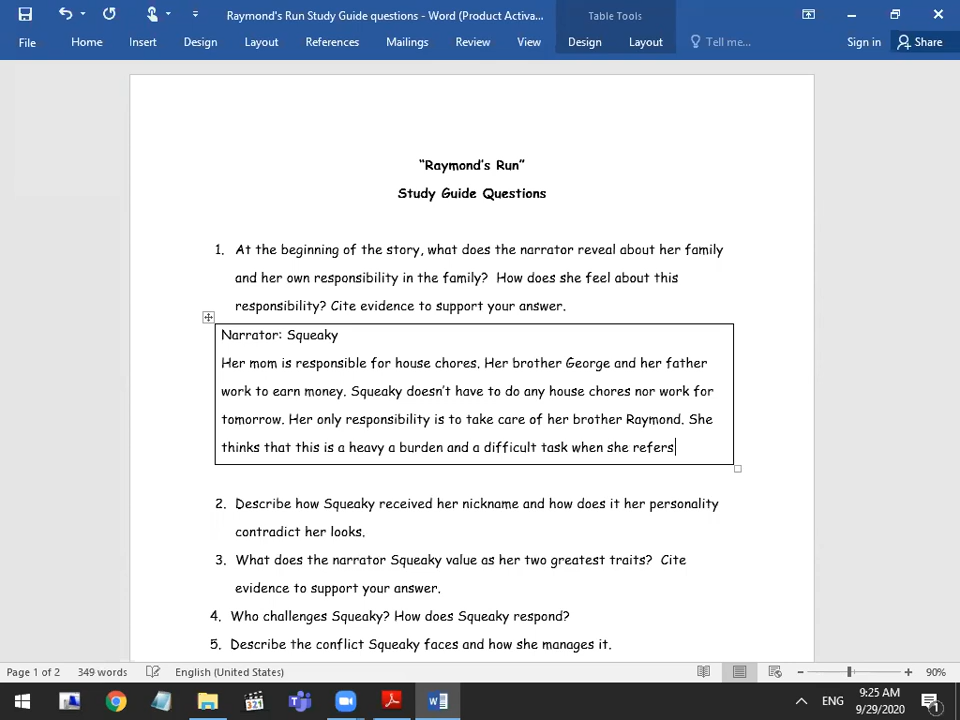 Raymond's Run Study Guide questions - Word (Product Activa...
Table Tools
File Home Insert Design Layout References Mailings Review View Design Layout Tell me... Sign in Share
“Raymond’s Run”
Study Guide Questions
1. At the beginning of the story, what does the narrator reveal about her family
and her own responsibility in the family? How does she feel about this
responsibility? Cite evidence to support your answer.
Narrator: Squeaky
Her mom is responsible for house chores. Her brother George and her father
work to earn money. Squeaky doesn’t have to do any house chores nor work for
tomorrow. Her only responsibility is to take care of her brother Raymond. She
thinks that this is a heavy a burden and a difficult task when she refers
2. Describe how Squeaky received her nickname and how does it her personality
contradict her looks.
3. What does the narrator Squeaky value as her two greatest traits? Cite
evidence to support your answer.
4. Who challenges Squeaky? How does Squeaky respond?
5. Describe the conflict Squeaky faces and how she manages it.
Page 1 of 2 349 words English (United States) 90%
321
ENG
9:25 AM
9/29/2020
1